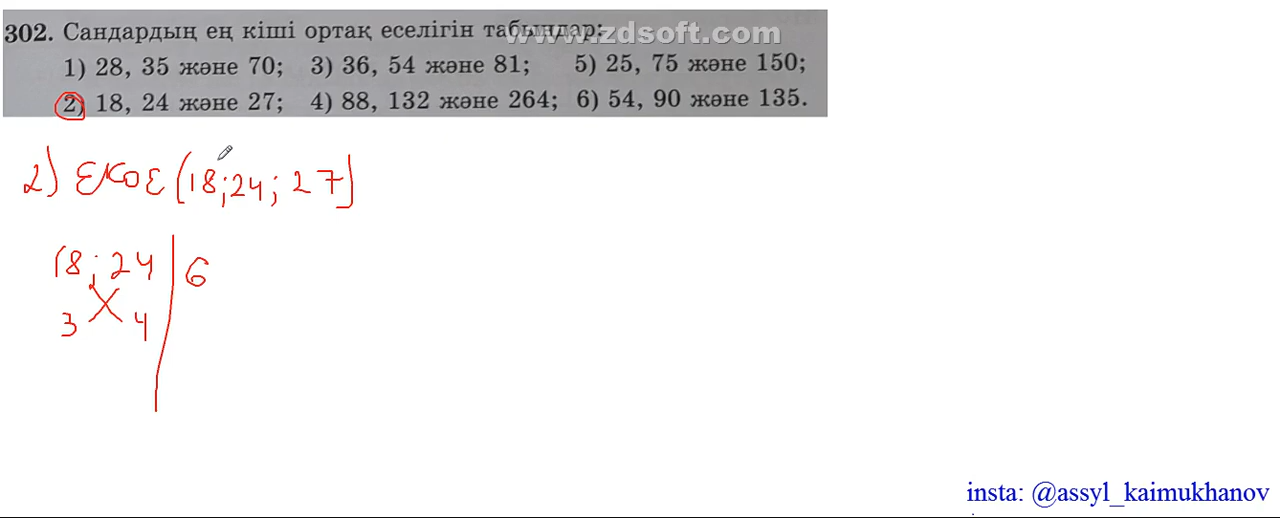 302. Сандардың ең кіші ортақ еселігін табыңдар:
www.zdsoft.com
1) 28, 35 және 70; 3) 36, 54 және 81; 5) 25, 75 және 150;
2) 18, 24 және 27; 4) 88, 132 және 264; 6) 54, 90 және 135.
2) ЕКОЕ (18; 24; 27)
18; 24 | 6
3 4
insta: @assyl_kaimukhanov